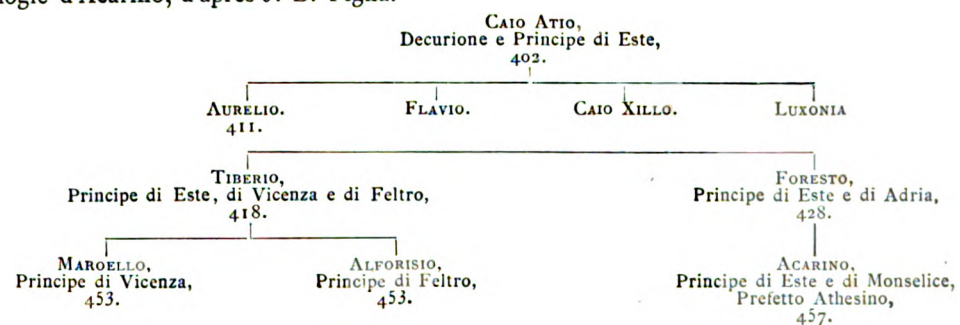 d'Acarino, d'après J. B. Pigna.
CAIO ATIO,
Decurione e Principe di Este,
402.
AURELIO. FLAVIO. CAIO XILLO. LUXONIA
411.
TIBERIO, FORESTO,
Principe di Este, di Vicenza e di Feltro, Principe di Este e di Adria,
418. 428.
MAROELLO, ALFORISIO, ACARINO,
Principe di Vicenza, Principe di Feltro, Principe di Este e di Monselice,
453. 453. Prefetto Athesino,
457.